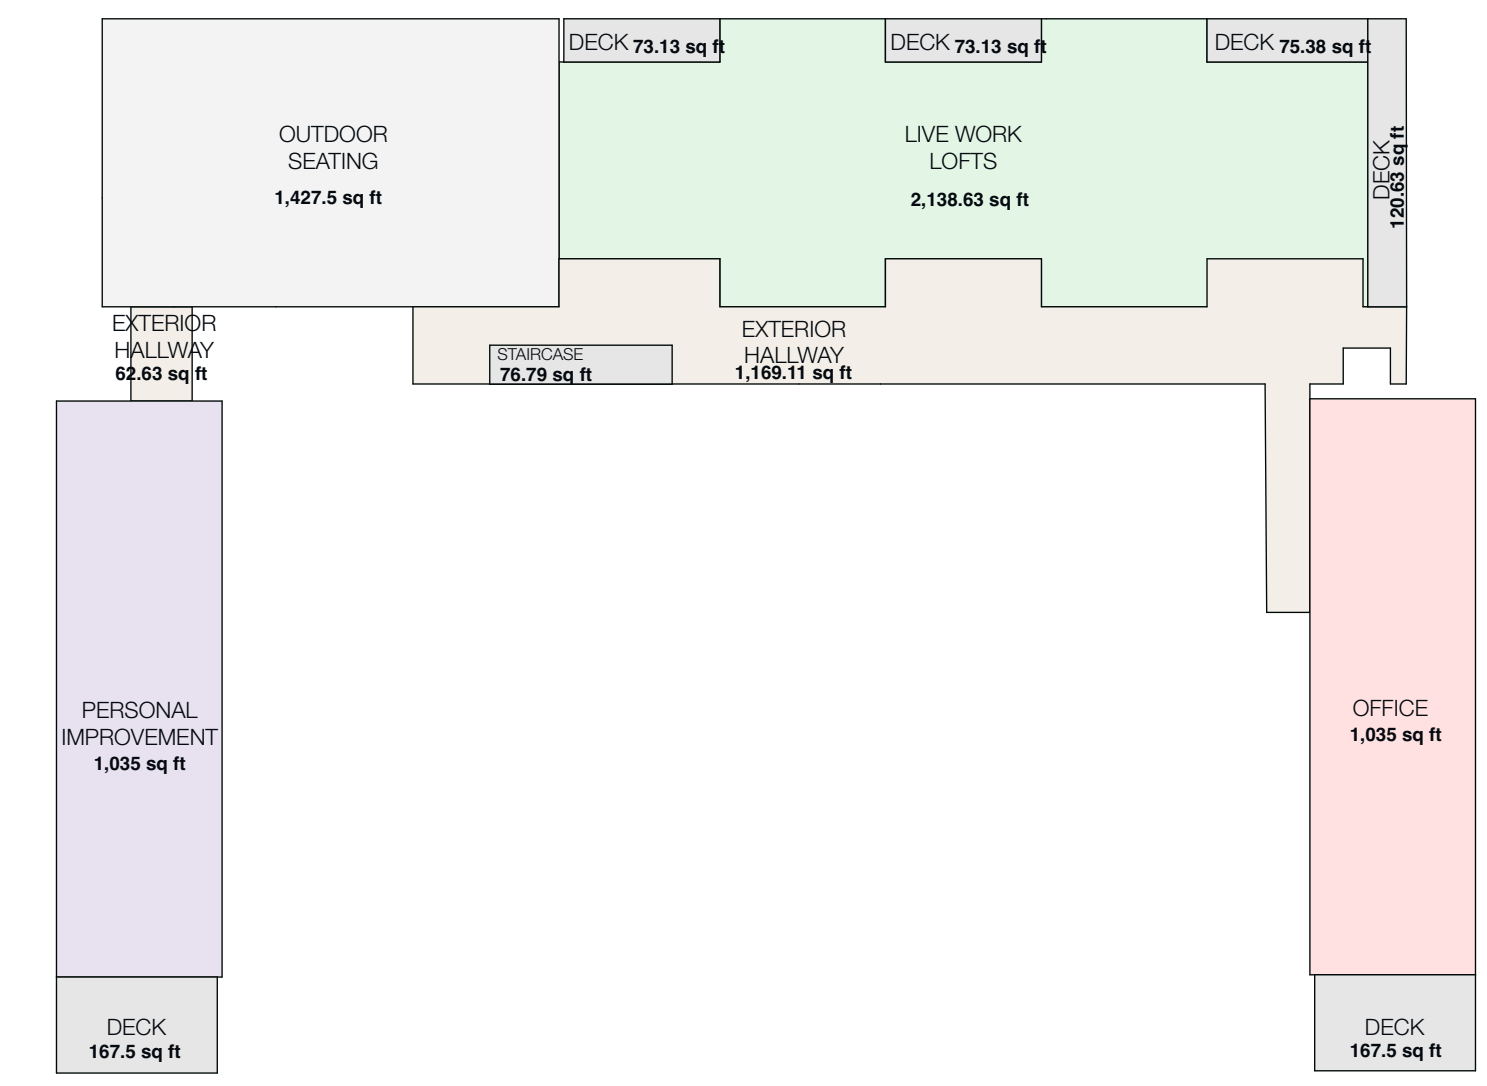 DECK 73.13 sq ft
DECK 73.13 sq ft
DECK 75.38 sq ft
OUTDOOR
SEATING
1,427.5 sq ft
LIVE WORK
LOFTS
2,138.63 sq ft
DECK
120.63 sq ft
EXTERIOR
HALLWAY
62.63 sq ft
STAIRCASE
76.79 sq ft
EXTERIOR
HALLWAY
1,169.11 sq ft
PERSONAL
IMPROVEMENT
1,035 sq ft
OFFICE
1,035 sq ft
DECK
167.5 sq ft
DECK
167.5 sq ft